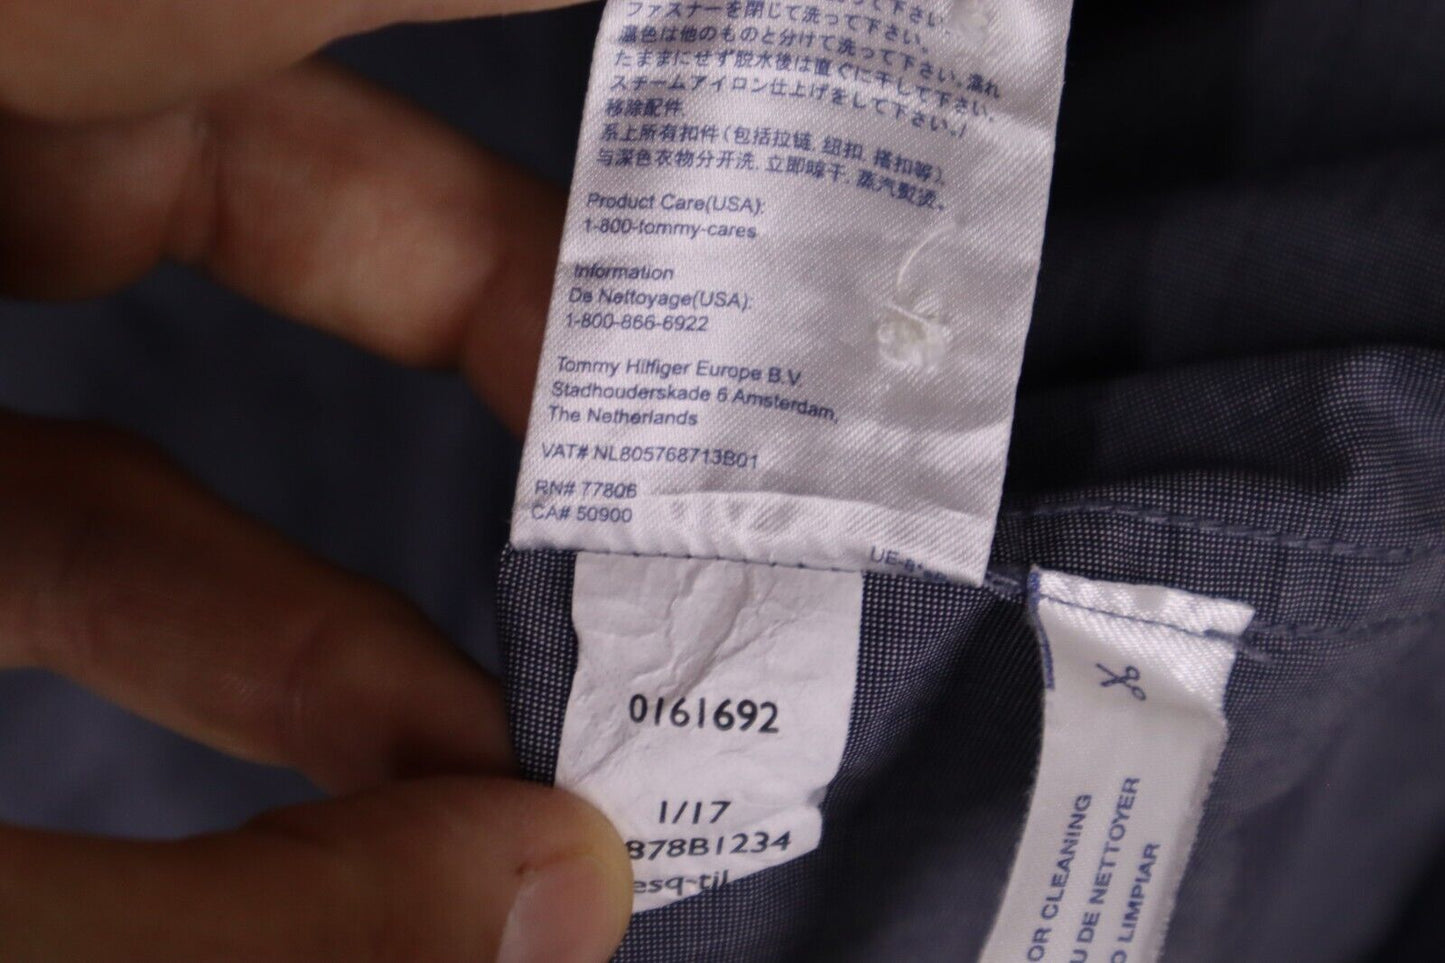 ファスナーを閉じて洗って下さい。
濃色は他のものと分けて洗って下さい。濡れ
たままにせず脱水後は直ぐに干して下さい。
スチームアイロン仕上げをして下さい。/
移除配件.
系上所有扣件(包括拉链, 纽扣, 搭扣等).
与深色衣物分开洗. 立即晾干. 蒸汽熨烫。
Product Care(USA):
1-800-tommy-cares
Information
De Nettoyage(USA):
1-800-866-6922
Tommy Hilfiger Europe B.V.
Stadhouderskade 6 Amsterdam,
The Netherlands
VAT# NL805768713B01
RN# 77806
CA# 50900
0161692
1/17
878B1234
esq-til
OR CLEANING
U DE NETTOYER
O LIMPIAR